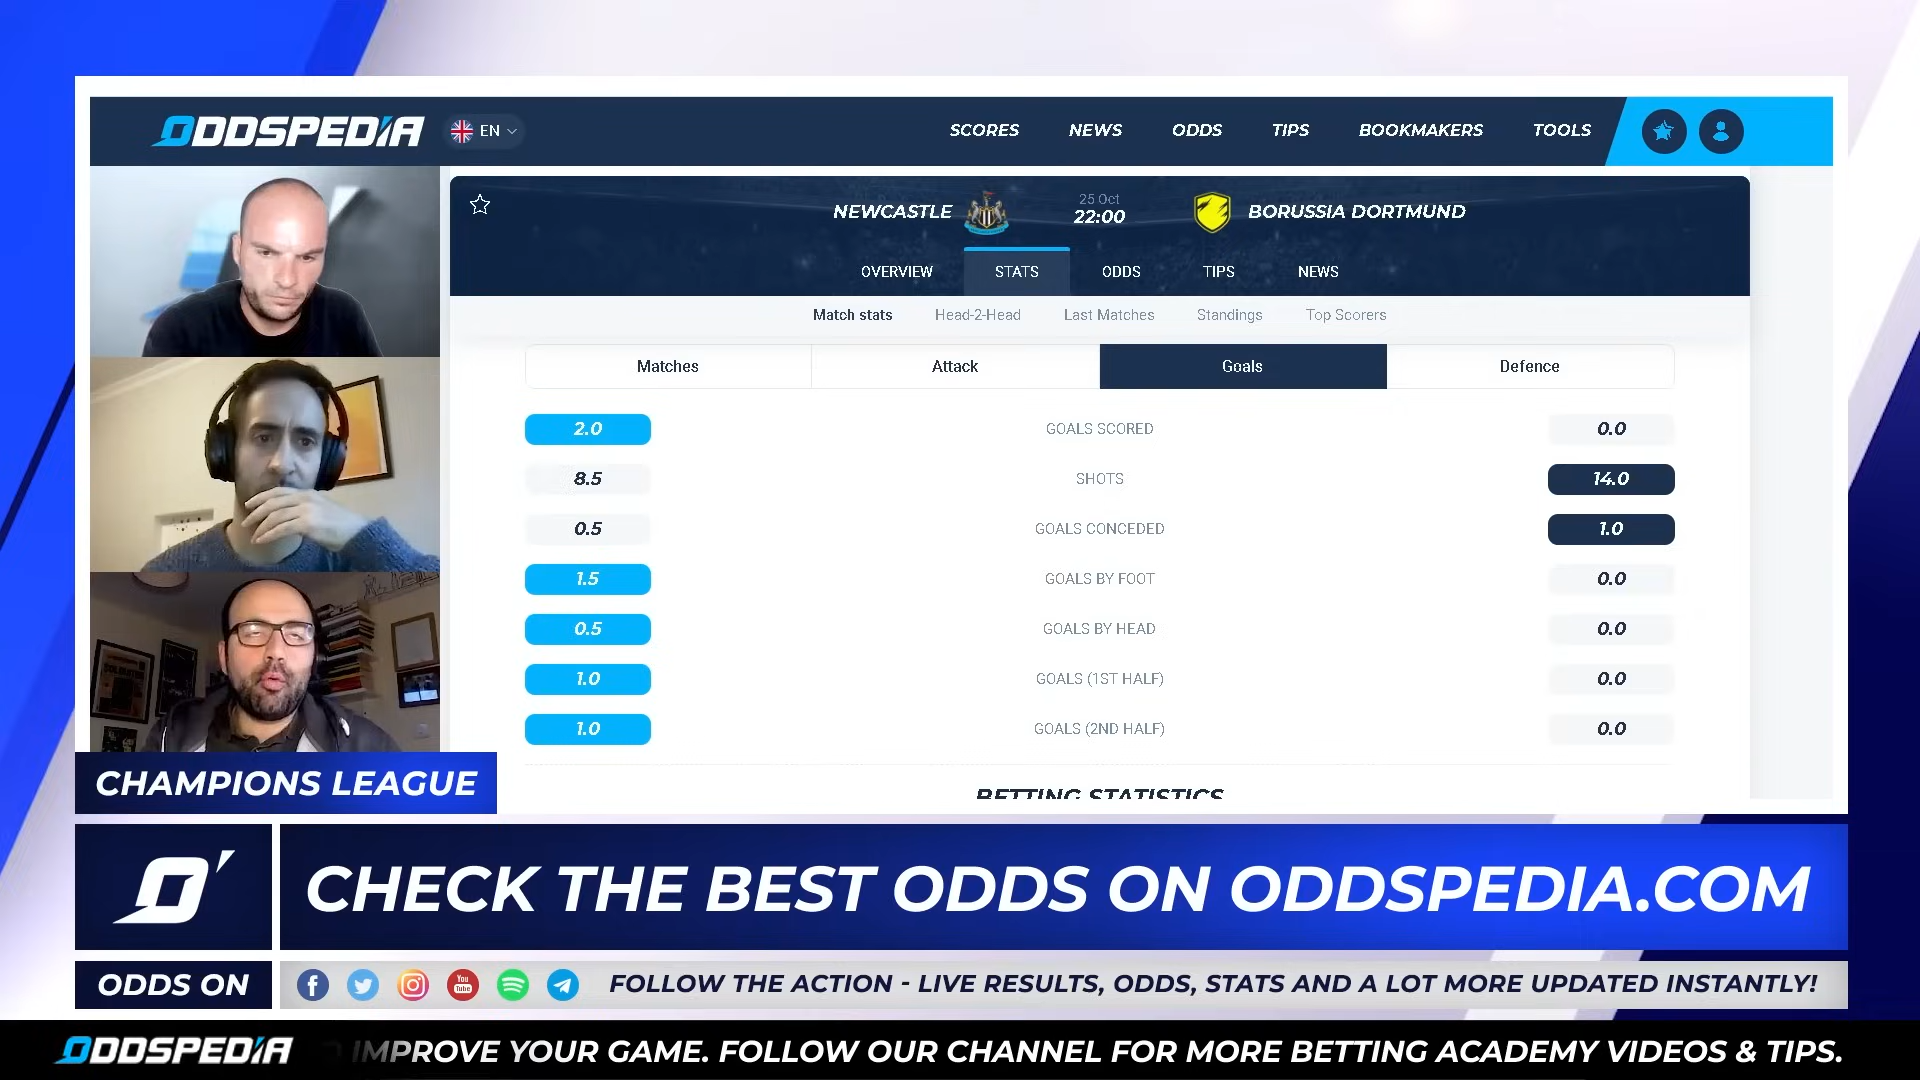 ODDSPEDIA
EN
SCORES NEWS ODDS TIPS BOOKMAKERS TOOLS
NEWCASTLE
25 Oct
22:00
BORUSSIA DORTMUND
OVERVIEW STATS ODDS TIPS NEWS
Match stats Head-2-Head Last Matches Standings Top Scorers
Matches Attack Goals Defence
2.0 GOALS SCORED 0.0
8.5 SHOTS 14.0
0.5 GOALS CONCEDED 1.0
1.5 GOALS BY FOOT 0.0
0.5 GOALS BY HEAD 0.0
1.0 GOALS (1ST HALF) 0.0
1.0 GOALS (2ND HALF) 0.0
BETTING STATISTICS
CHAMPIONS LEAGUE
CHECK THE BEST ODDS ON ODDSPEDIA.COM
ODDS ON
You Tube
FOLLOW THE ACTION - LIVE RESULTS, ODDS, STATS AND A LOT MORE UPDATED INSTANTLY!
ODDSPEDIA
IMPROVE YOUR GAME. FOLLOW OUR CHANNEL FOR MORE BETTING ACADEMY VIDEOS & TIPS.